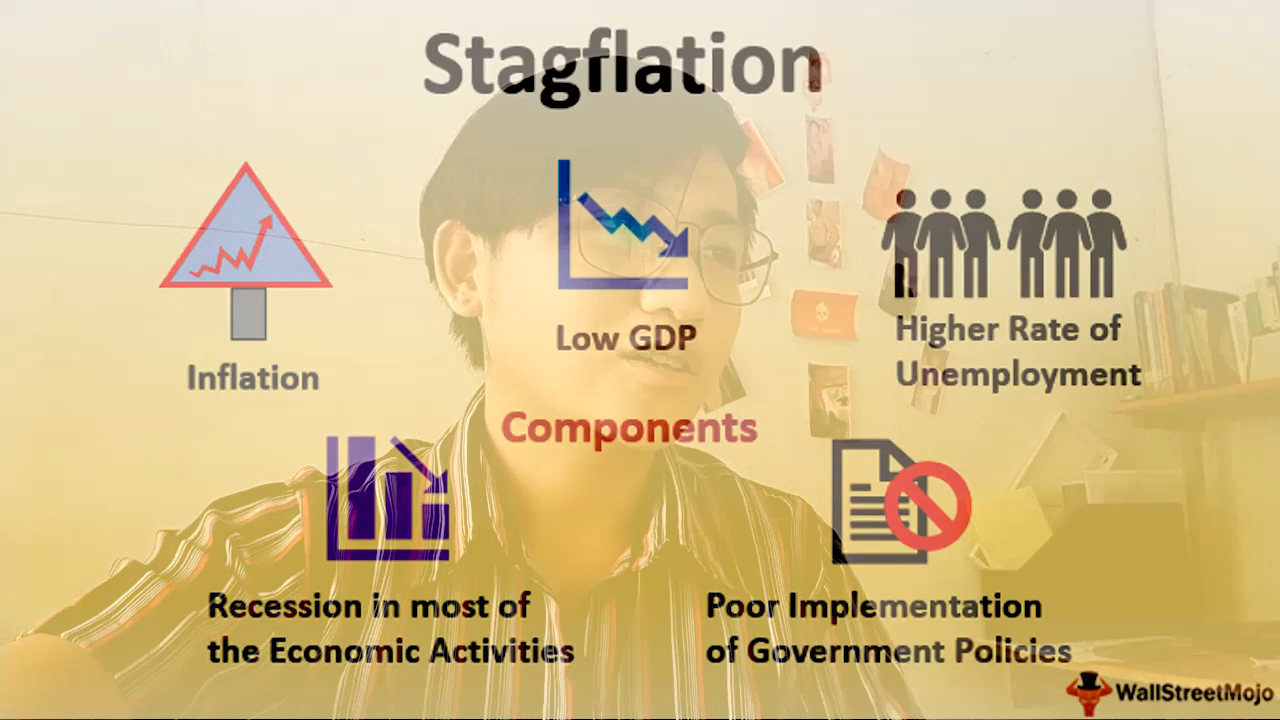 Stagflation
Inflation
Low GDP
Higher Rate of
Unemployment
Components
Recession in most of
the Economic Activities
Poor Implementation
of Government Policies
WallStreetMojo